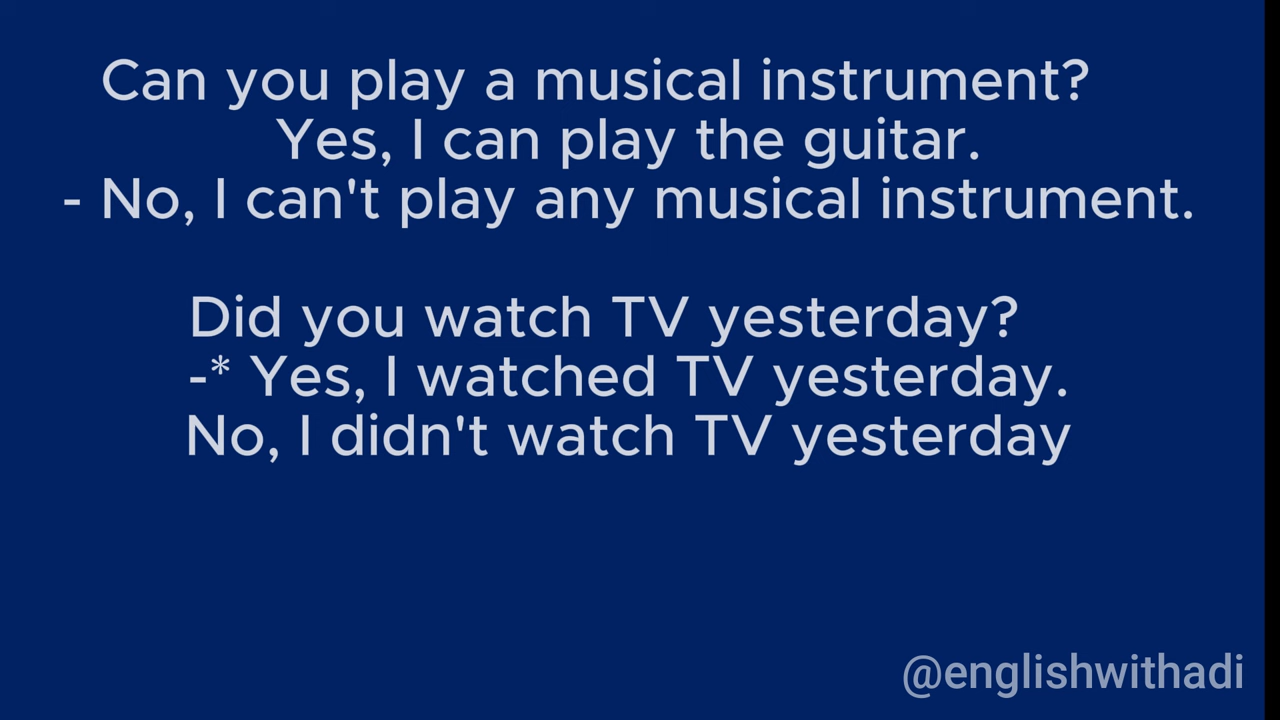 Can you play a musical instrument?
Yes, I can play the guitar.
- No, I can't play any musical instrument.
Did you watch TV yesterday?
-* Yes, I watched TV yesterday.
No, I didn't watch TV yesterday
@englishwithadi